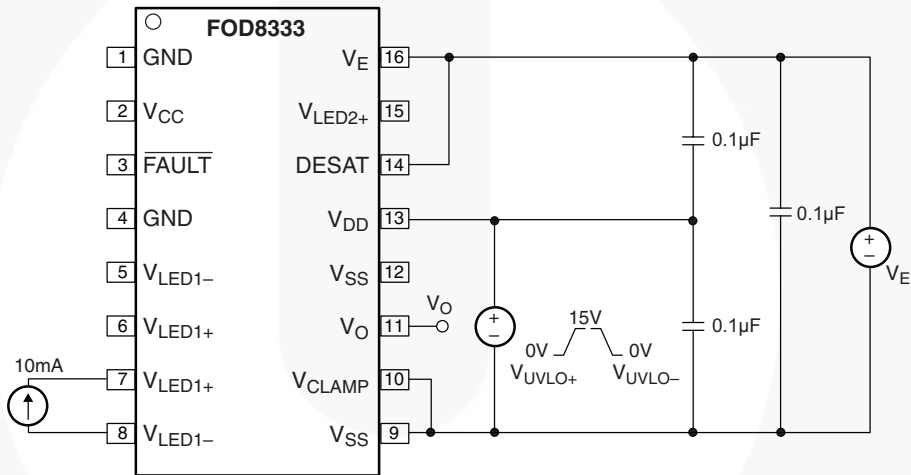 FOD8333
1 GND
2 VCC
3 FAULT
4 GND
5 VLED1–
6 VLED1+
7 VLED1+
8 VLED1–
VE 16
VLED2+ 15
DESAT 14
VDD 13
VSS 12
VO 11
VCLAMP 10
VSS 9
10mA
VO
+
–
0V 15V 0V
VUVLO+ VUVLO–
0.1µF
0.1µF
0.1µF
+
–
VE